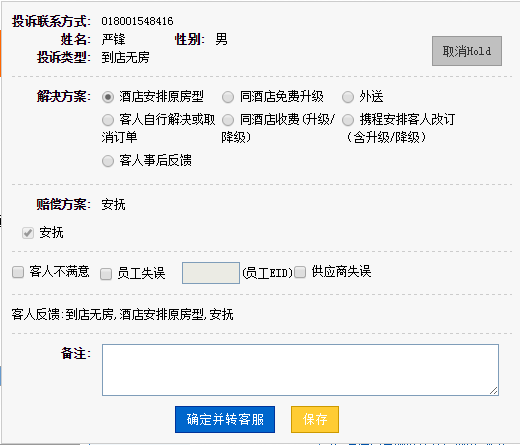 投诉联系方式: 018001548416
姓名: 严锋 性别: 男
投诉类型: 到店无房
取消Hold
解决方案: 酒店安排原房型 同酒店免费升级 外送
客人自行解决或取消订单 同酒店收费(升级/降级) 携程安排客人改订(含升级/降级)
客人事后反馈
赔偿方案: 安抚
安抚
客人不满意 员工失误 (员工EID) 供应商失误
客人反馈:到店无房,酒店安排原房型,安抚
备注:
确定并转客服 保存